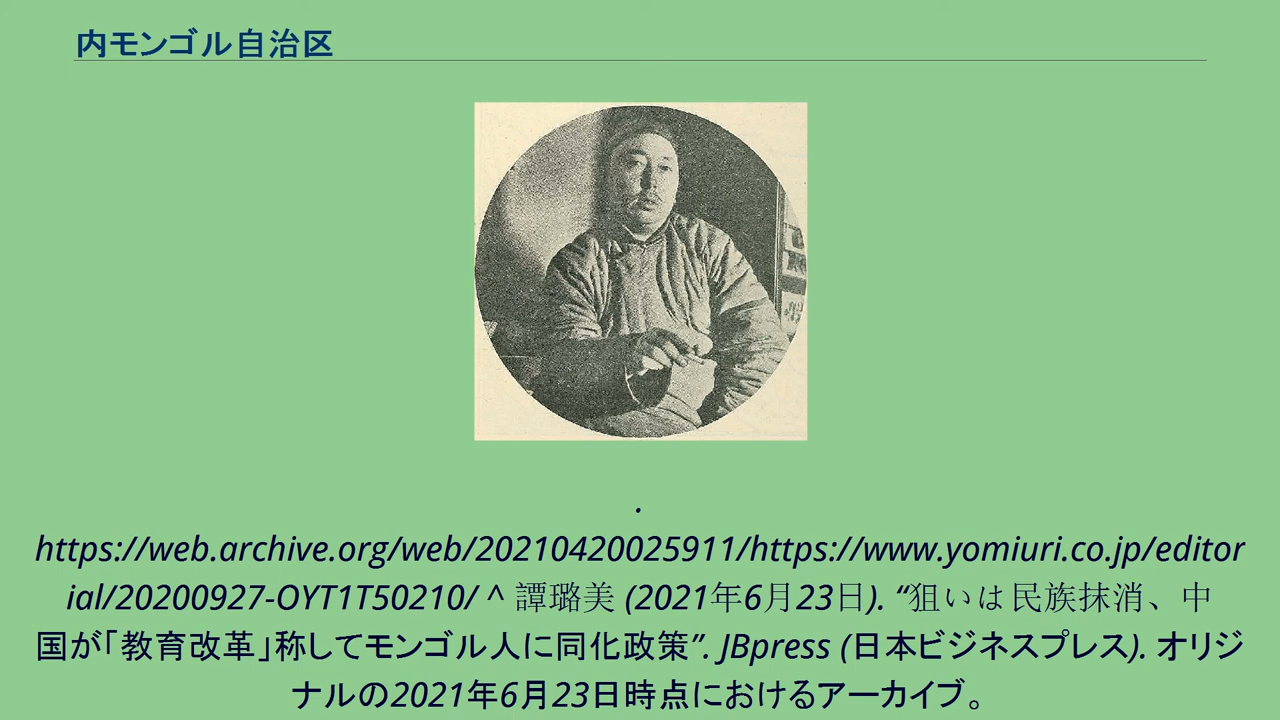 内モンゴル自治区
.
https://web.archive.org/web/20210420025911/https://www.yomiuri.co.jp/editor
ial/20200927-OYT1T50210/ ^ 譚璐美 (2021年6月23日). “狙いは民族抹消、中
国が「教育改革」称してモンゴル人に同化政策”. JBpress (日本ビジネスプレス). オリジ
ナルの2021年6月23日時点におけるアーカイブ。